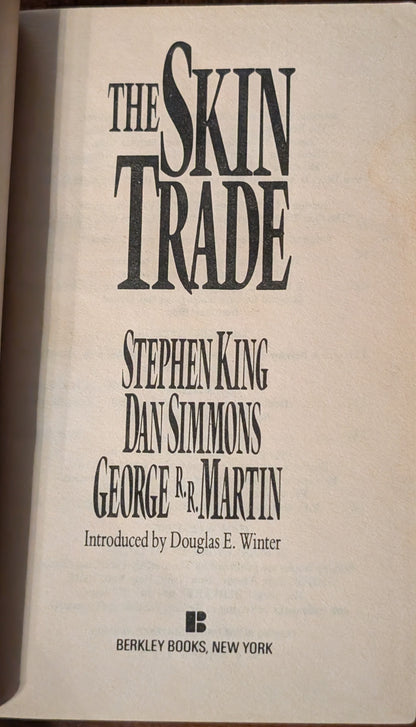 THE SKIN
TRADE
STEPHEN KING
DAN SIMMONS
GEORGE R.R. MARTIN
Introduced by Douglas E. Winter
B
BERKLEY BOOKS, NEW YORK